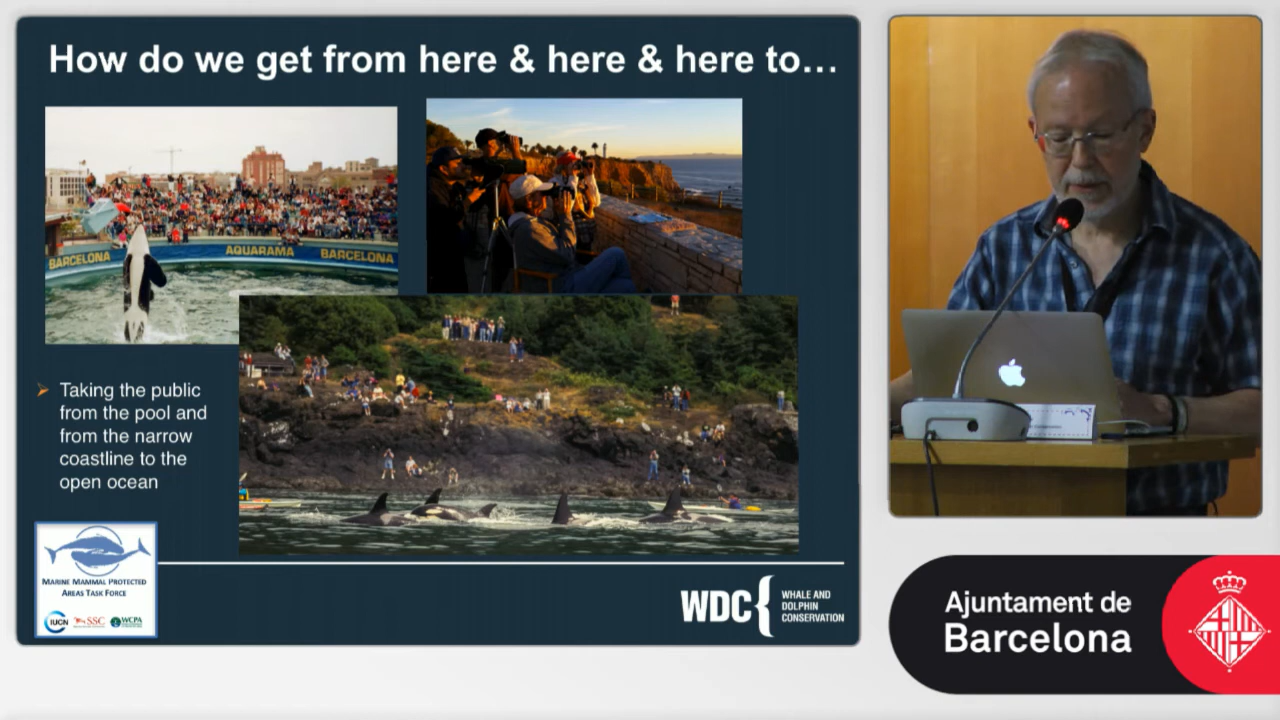 How do we get from here & here & here to…
BARCELONA
AQUARAMA
BARCELONA
➤ Taking the public
from the pool and
from the narrow
coastline to the
open ocean
MARINE MAMMAL PROTECTED
AREAS TASK FORCE
IUCN
SSC
WCPA
WDC
WHALE AND
DOLPHIN
CONSERVATION
Ajuntament de
Barcelona